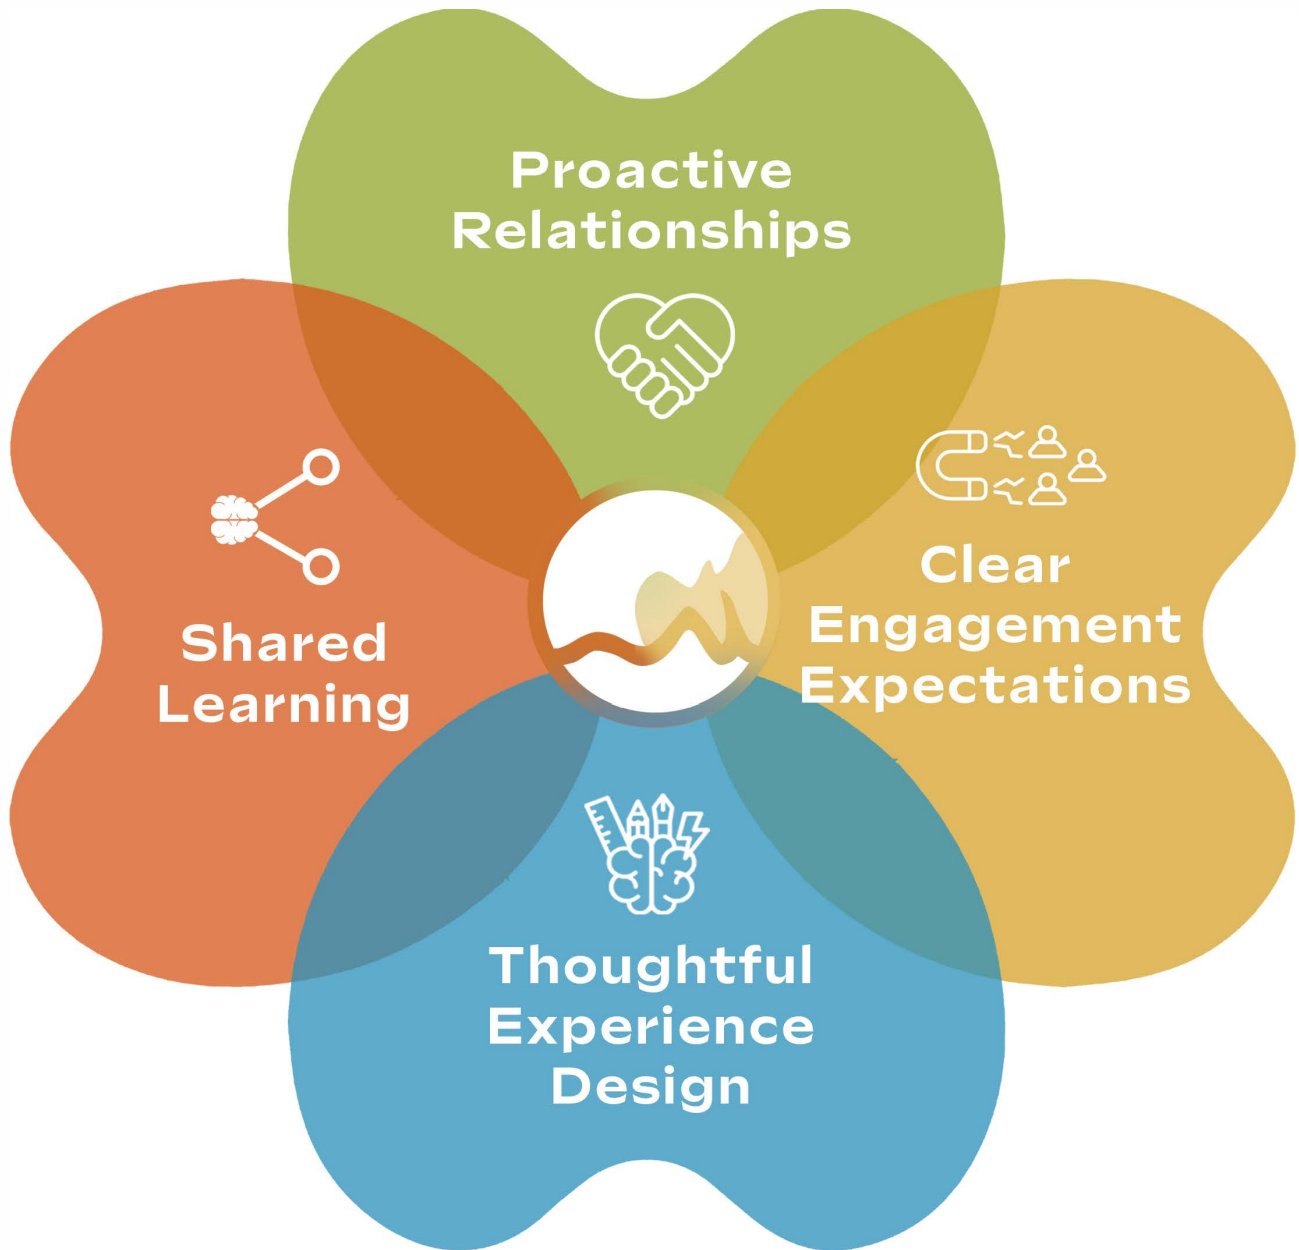 Proactive
Relationships
Shared
Learning
Clear
Engagement
Expectations
Thoughtful
Experience
Design